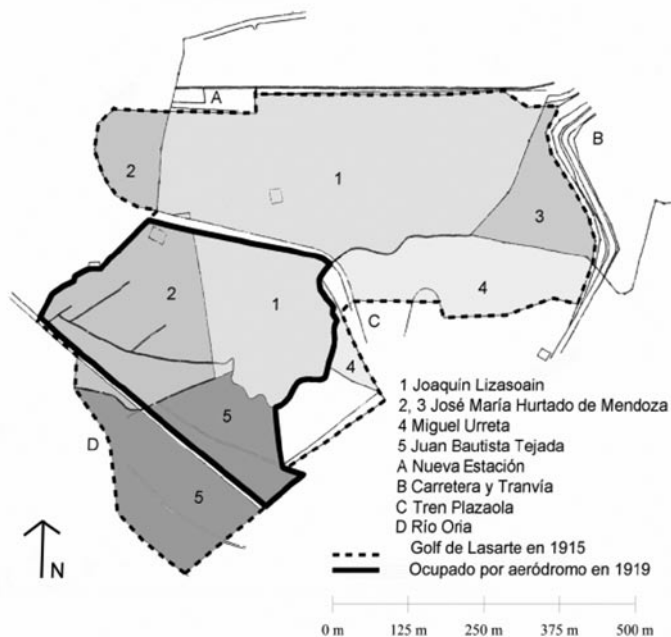 A
B
2
1
3
2
1
4
C
4
5
D
5
N
1 Joaquín Lizasoain
2, 3 José María Hurtado de Mendoza
4 Miguel Urreta
5 Juan Bautista Tejada
A Nueva Estación
B Carretera y Tranvía
C Tren Plazaola
D Río Oria
Golf de Lasarte en 1915
Ocupado por aeródromo en 1919
0 m 125 m 250 m 375 m 500 m